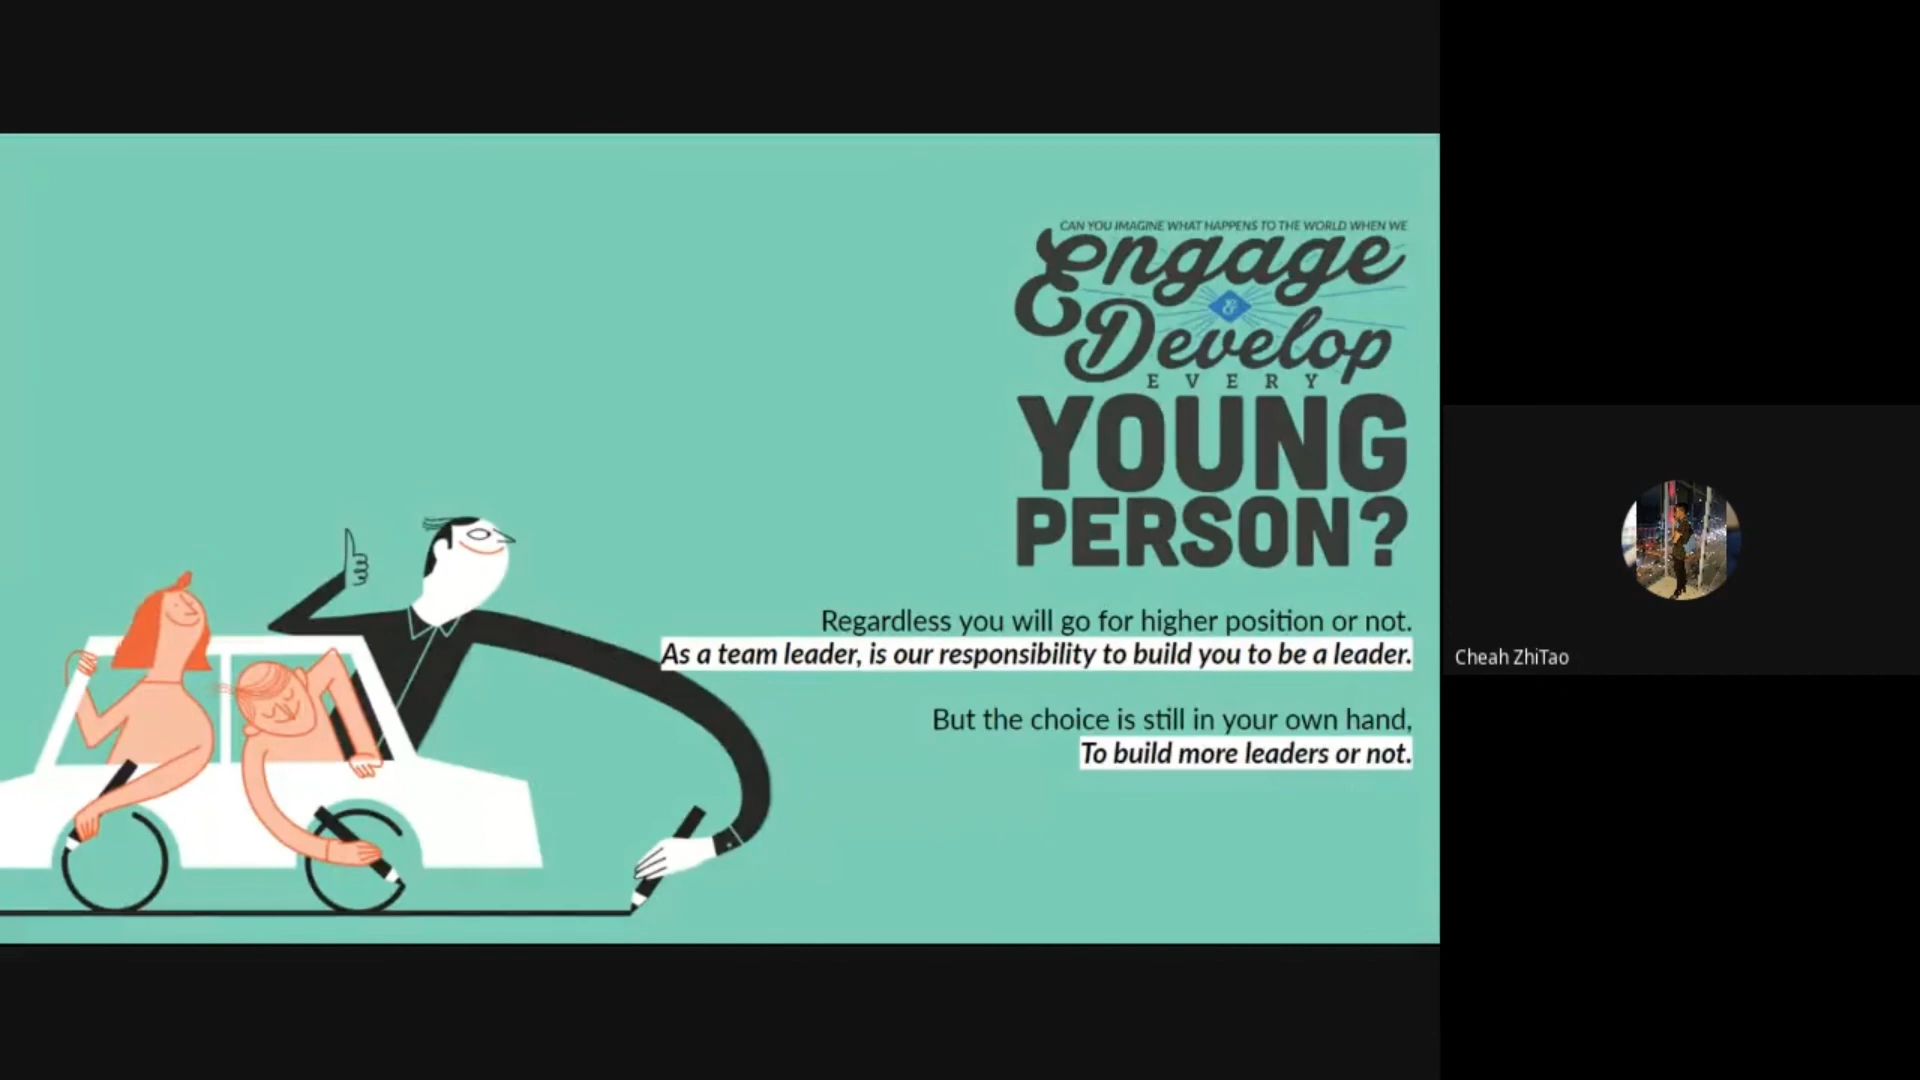 CAN YOU IMAGINE WHAT HAPPENS TO THE WORLD WHEN WE
Engage
&
Develop
EVERY
YOUNG
PERSON?
Regardless you will go for higher position or not.
As a team leader, is our responsibility to build you to be a leader.
But the choice is still in your own hand,
To build more leaders or not.
Cheah ZhiTao